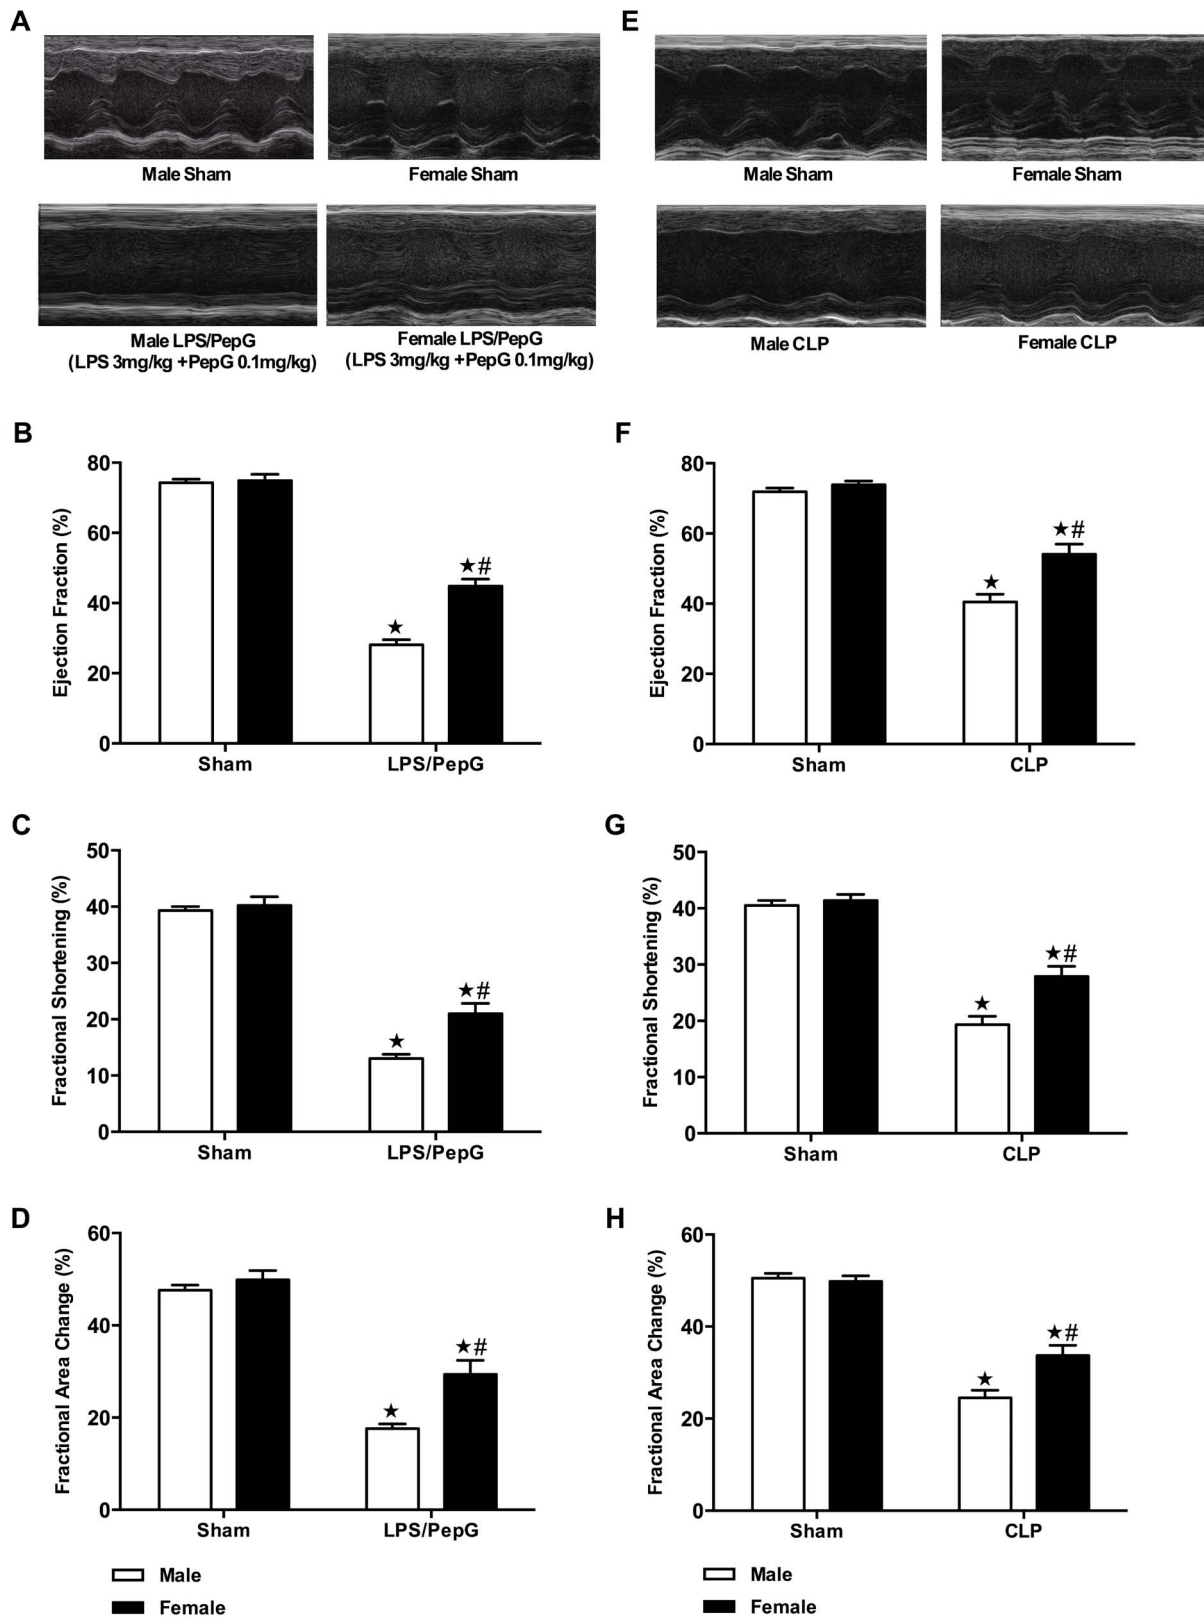 A
E
Male Sham
Female Sham
Male Sham
Female Sham
Male LPS/PepG
(LPS 3mg/kg +PepG 0.1mg/kg)
Female LPS/PepG
(LPS 3mg/kg +PepG 0.1mg/kg)
Male CLP
Female CLP
B
Ejection Fraction (%)
80
60
40
20
0
★
★#
Sham
LPS/PepG
F
Ejection Fraction (%)
80
60
40
20
0
★
★#
Sham
CLP
C
Fractional Shortening (%)
50
40
30
20
10
0
★
★#
Sham
LPS/PepG
G
Fractional Shortening (%)
50
40
30
20
10
0
★
★#
Sham
CLP
D
Fractional Area Change (%)
60
40
20
0
★
★#
Sham
LPS/PepG
Male
Female
H
Fractional Area Change (%)
60
40
20
0
★
★#
Sham
CLP
Male
Female